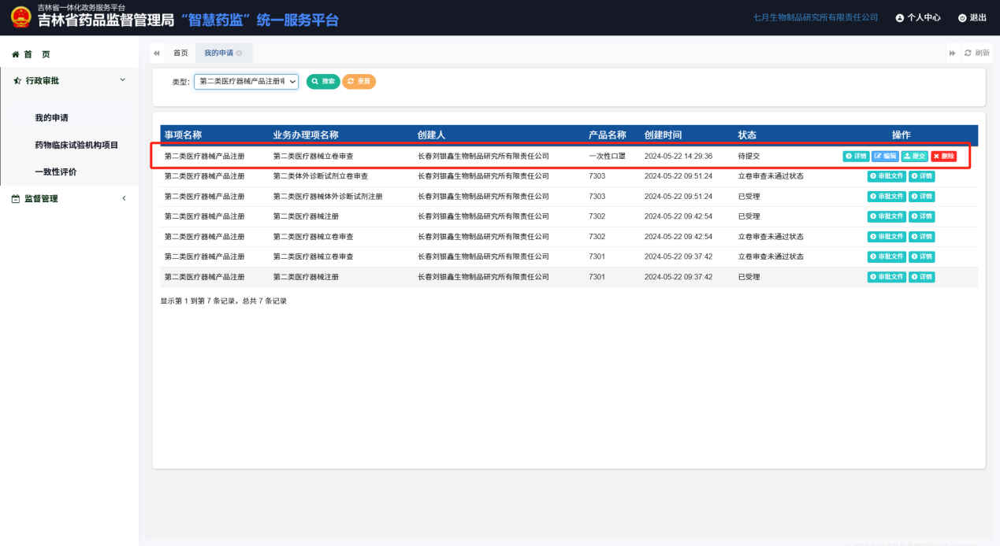 吉林省一体化政务服务平台
吉林省药品监督管理局 “智慧药监” 统一服务平台
七月生物制品研究所有限责任公司 个人中心 退出
首 页
行政审批
我的申请
药物临床试验机构项目
一致性评价
监督管理
首页 我的申请 刷新
类型: 第二类医疗器械产品注册 搜索 重置
事项名称 业务办理项名称 创建人 产品名称 创建时间 状态 操作
第二类医疗器械产品注册 第二类医疗器械立卷审查 长春刘银鑫生物制品研究所有限责任公司 一次性口罩 2024-05-22 14:29:36 待提交 详情 编辑 提交 删除
第二类医疗器械产品注册 第二类体外诊断试剂立卷审查 长春刘银鑫生物制品研究所有限责任公司 7303 2024-05-22 09:51:24 立卷审查未通过状态 审批文件 详情
第二类医疗器械产品注册 第二类医疗器械体外诊断试剂注册 长春刘银鑫生物制品研究所有限责任公司 7303 2024-05-22 09:51:24 已受理 审批文件 详情
第二类医疗器械产品注册 第二类医疗器械注册 长春刘银鑫生物制品研究所有限责任公司 7302 2024-05-22 09:42:54 已受理 审批文件 详情
第二类医疗器械产品注册 第二类医疗器械立卷审查 长春刘银鑫生物制品研究所有限责任公司 7302 2024-05-22 09:42:54 立卷审查未通过状态 审批文件 详情
第二类医疗器械产品注册 第二类医疗器械立卷审查 长春刘银鑫生物制品研究所有限责任公司 7301 2024-05-22 09:37:42 立卷审查未通过状态 审批文件 详情
第二类医疗器械产品注册 第二类医疗器械注册 长春刘银鑫生物制品研究所有限责任公司 7301 2024-05-22 09:37:42 已受理 审批文件 详情
显示第 1 到第 7 条记录，总共 7 条记录